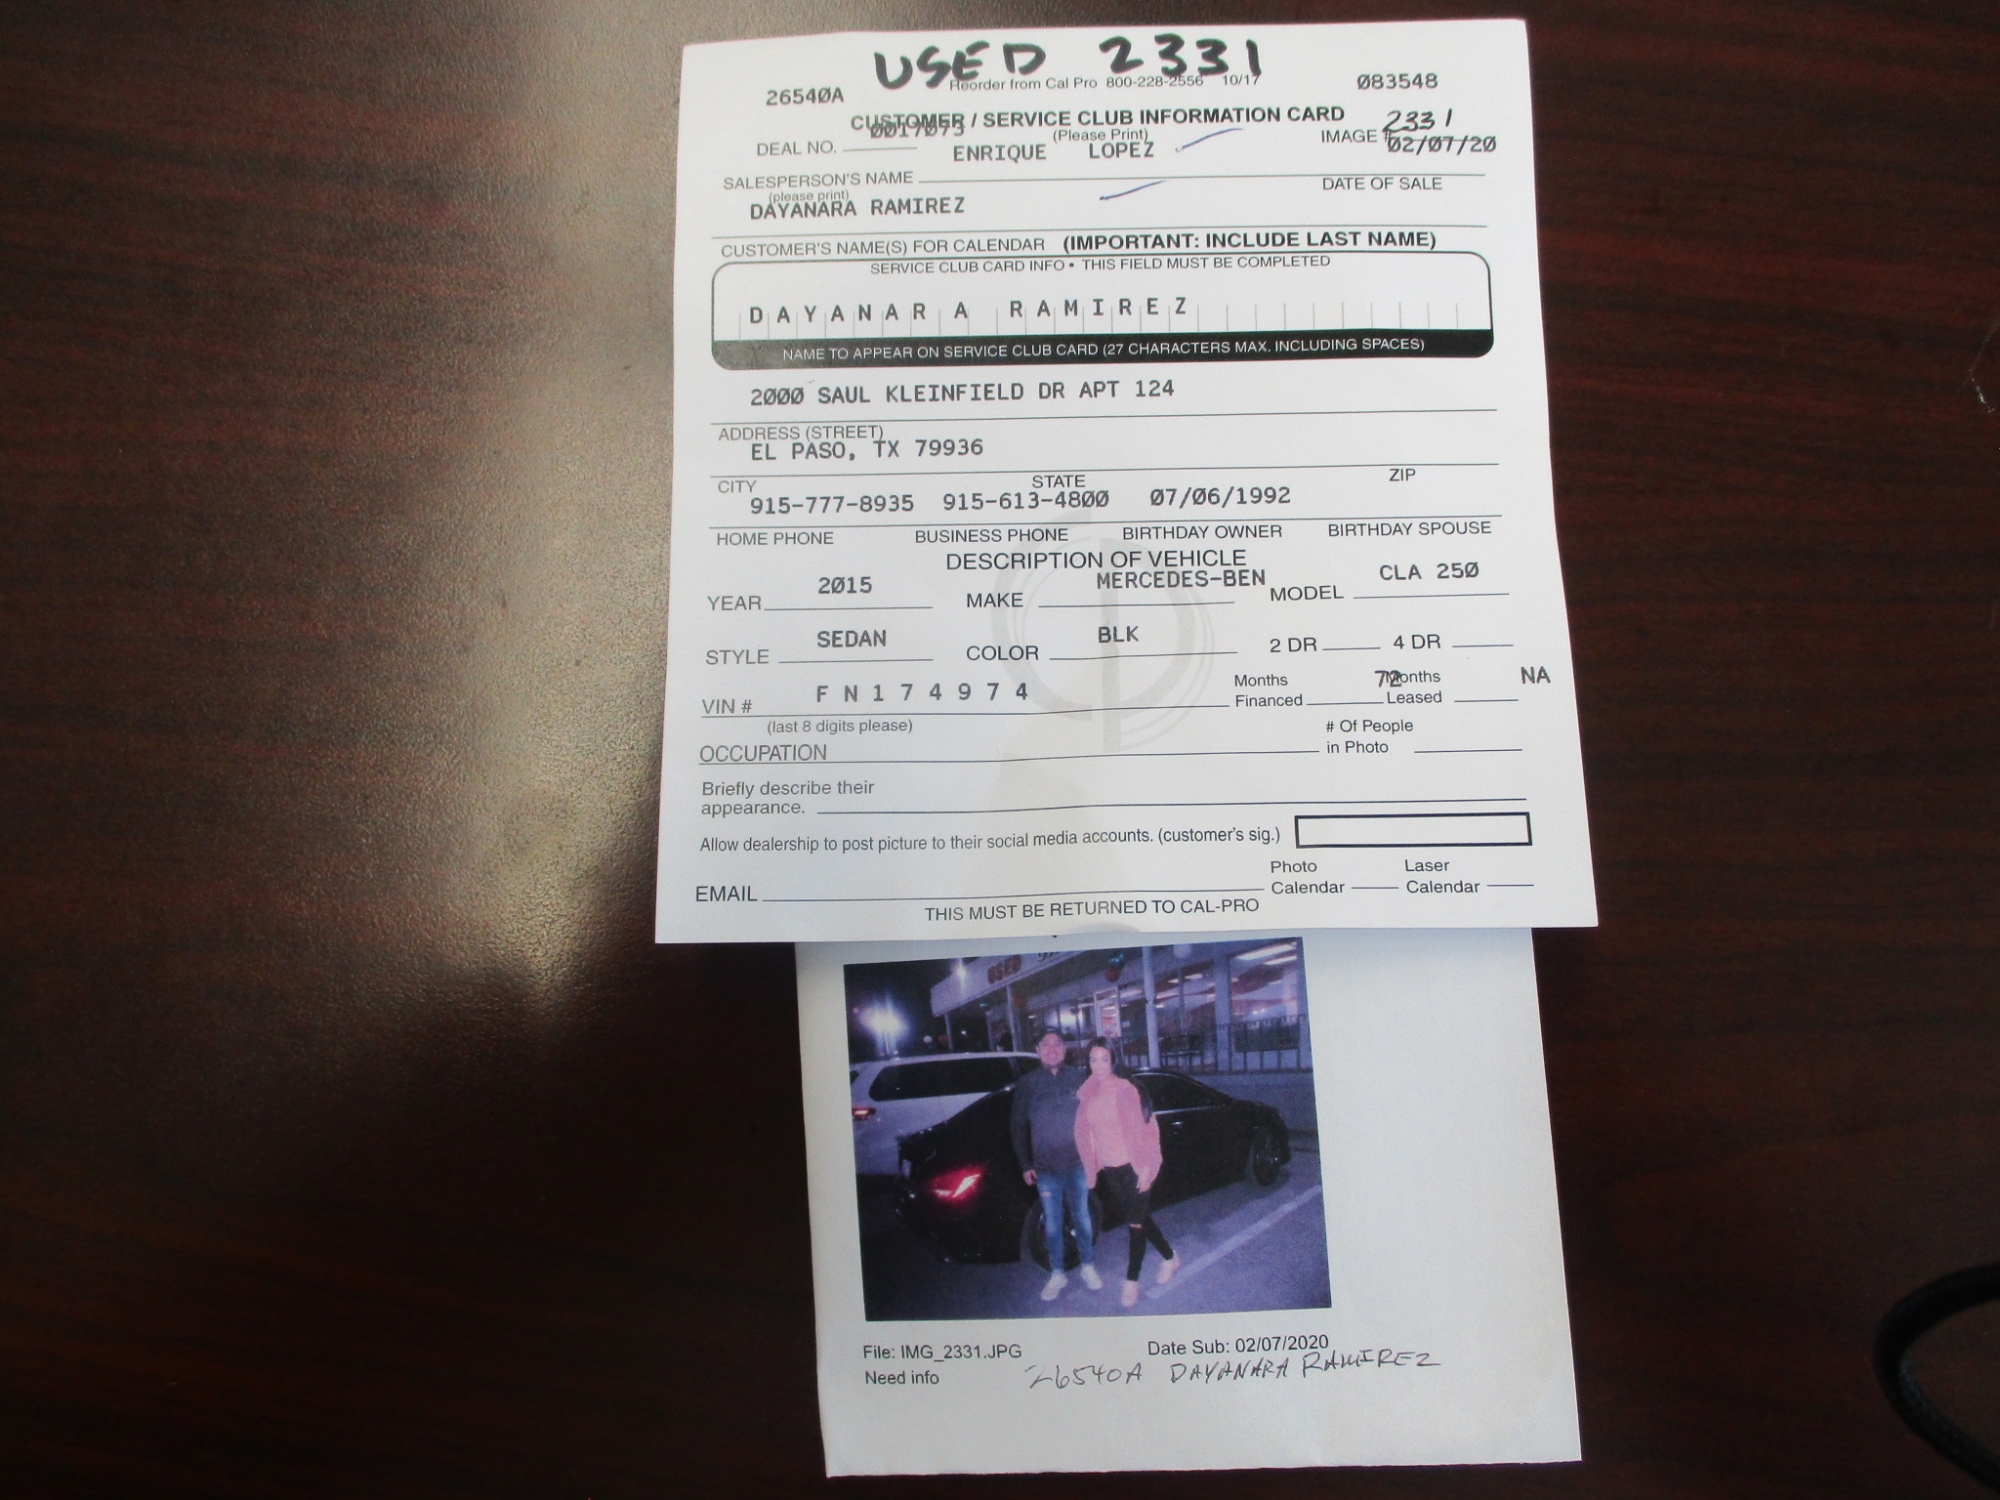 USED 2331
26540A Reorder from Cal Pro 800-228-2556 10/17 083548
CUSTOMER / SERVICE CLUB INFORMATION CARD
0017073 (Please Print) IMAGE # 2331
DEAL NO. ENRIQUE LOPEZ 02/07/20
SALESPERSON'S NAME DATE OF SALE
(please print)
DAYANARA RAMIREZ
CUSTOMER'S NAME(S) FOR CALENDAR (IMPORTANT: INCLUDE LAST NAME)
SERVICE CLUB CARD INFO • THIS FIELD MUST BE COMPLETED
DAYANARA RAMIREZ
NAME TO APPEAR ON SERVICE CLUB CARD (27 CHARACTERS MAX. INCLUDING SPACES)
2000 SAUL KLEINFIELD DR APT 124
ADDRESS (STREET)
EL PASO, TX 79936
CITY STATE ZIP
915-777-8935 915-613-4800 07/06/1992
HOME PHONE BUSINESS PHONE BIRTHDAY OWNER BIRTHDAY SPOUSE
DESCRIPTION OF VEHICLE
YEAR 2015 MAKE MERCEDES-BEN MODEL CLA 250
STYLE SEDAN COLOR BLK 2 DR 4 DR
VIN # FN174974 Months Financed 72 Months Leased NA
(last 8 digits please)
OCCUPATION # Of People in Photo
Briefly describe their
appearance.
Allow dealership to post picture to their social media accounts. (customer's sig.)
Photo Laser
EMAIL Calendar Calendar
THIS MUST BE RETURNED TO CAL-PRO
USED
File: IMG_2331.JPG Date Sub: 02/07/2020
Need info 26540A DAYANARA RAMIREZ